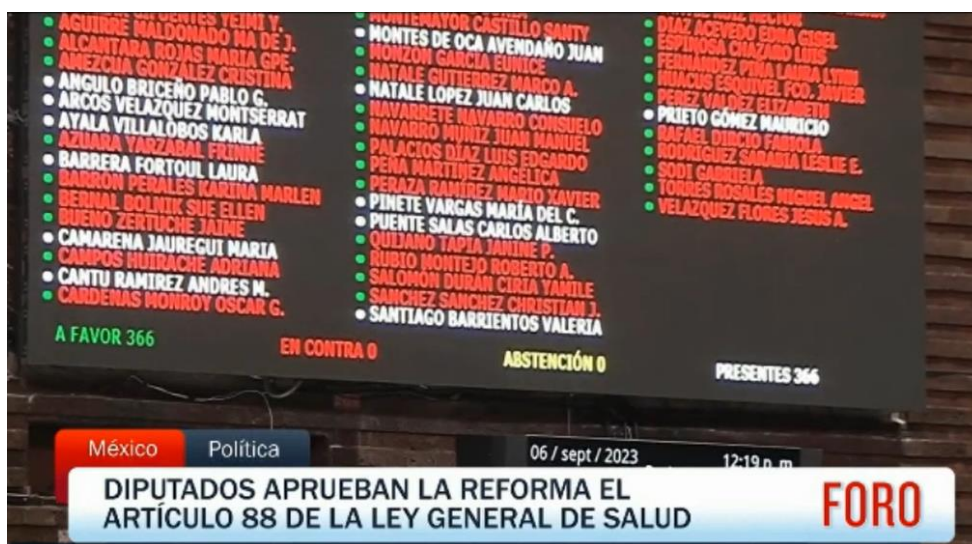 AGUIRRE MALDONADO MA DE J.
ALCANTARA ROJAS MARIA GPE.
AMEZCUA GONZALEZ CRISTINA
ANGULO BRICEÑO PABLO G.
ARCOS VELAZQUEZ MONTSERRAT
AYALA VILLALOBOS KARLA
AZUARA YARZABAL FRINNE
BARRERA FORTOUL LAURA
BARRON PERALES KARINA MARLEN
BERNAL BOLNIK SUE ELLEN
BUENO ZERTUCHE JAIME
CAMARENA JAUREGUI MARIA
CAMPOS HUIRACHE ADRIANA
CANTU RAMIREZ ANDRES M.
CARDENAS MONROY OSCAR G.
MONTEMAYOR CASTILLO SANTY
MONTES DE OCA AVENDAÑO JUAN
MONZON GARCIA EUNICE
NATALE GUTIERREZ MARCO A.
NATALE LOPEZ JUAN CARLOS
NAVARRETE NAVARRO CONSUELO
NAVARRO MUÑIZ JUAN MANUEL
PALACIOS DIAZ LUIS EDGARDO
PEÑA MARTINEZ ANGELICA
PERAZA RAMIREZ MARIO XAVIER
PINETE VARGAS MARÍA DEL C.
PUENTE SALAS CARLOS ALBERTO
QUIJANO TAPIA JANINE P.
RUBIO MONTEJO ROBERTO A.
SALOMON DURAN CIRIA YAMILE
SANCHEZ SANCHEZ CHRISTIAN J.
SANTIAGO BARRIENTOS VALERIA
DIAZ ACEVEDO EDNA GISEL
ESPINOSA CHAZARO LUIS
FERNANDEZ PIÑA LAURA LYNN
HUACUS ESQUIVEL FCO. JAVIER
PEREZ VALDEZ ELIZABETH
PRIETO GÓMEZ MAURICIO
RAFAEL DIRCIO FABIOLA
RODRIGUEZ SARABIA LESLIE E.
SODI GABRIELA
TORRES ROSALES MIGUEL ANGEL
VELAZQUEZ FLORES JESUS A.
A FAVOR 366
EN CONTRA 0
ABSTENCIÓN 0
PRESENTES 366
06 / sept / 2023
12:19 p. m.
México
Política
DIPUTADOS APRUEBAN LA REFORMA EL
ARTÍCULO 88 DE LA LEY GENERAL DE SALUD
FORO